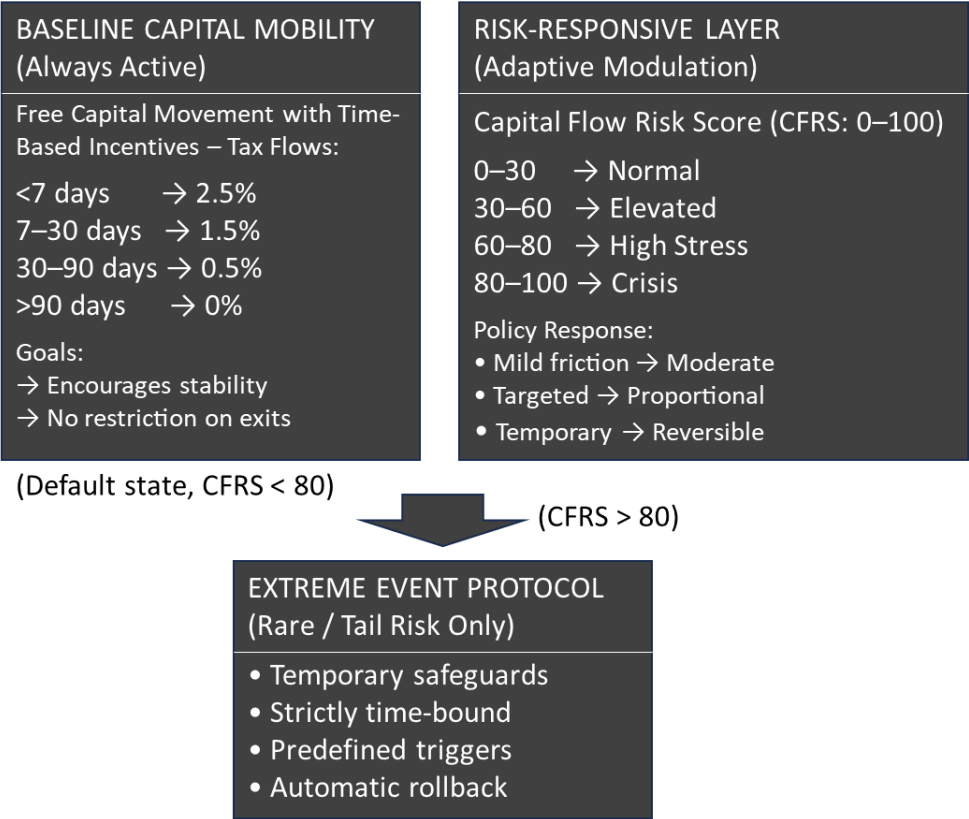 BASELINE CAPITAL MOBILITY
(Always Active)
Free Capital Movement with Time-
Based Incentives – Tax Flows:
<7 days → 2.5%
7–30 days → 1.5%
30–90 days → 0.5%
>90 days → 0%
Goals:
→ Encourages stability
→ No restriction on exits
(Default state, CFRS < 80)
RISK-RESPONSIVE LAYER
(Adaptive Modulation)
Capital Flow Risk Score (CFRS: 0–100)
0–30 → Normal
30–60 → Elevated
60–80 → High Stress
80–100 → Crisis
Policy Response:
• Mild friction → Moderate
• Targeted → Proportional
• Temporary → Reversible
(CFRS > 80)
EXTREME EVENT PROTOCOL
(Rare / Tail Risk Only)
• Temporary safeguards
• Strictly time-bound
• Predefined triggers
• Automatic rollback